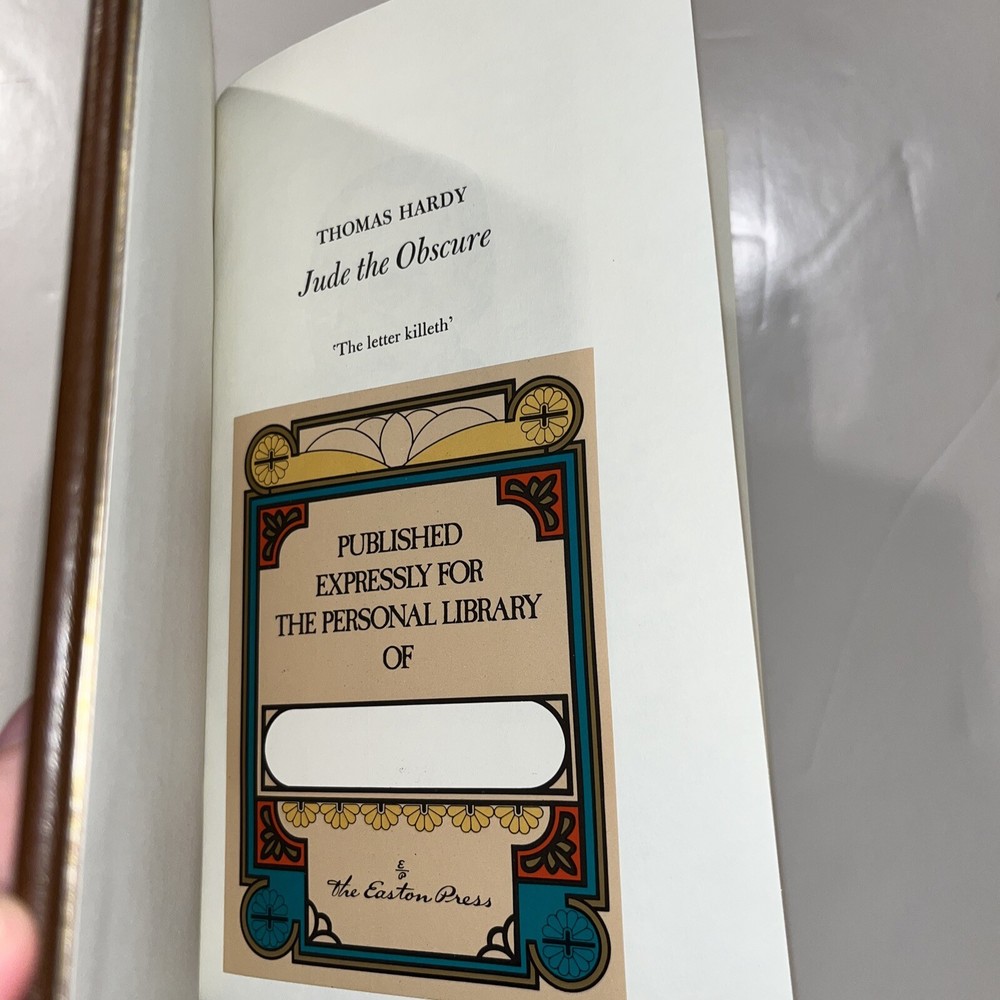 THOMAS HARDY
Jude the Obscure
'The letter killeth'
PUBLISHED
EXPRESSLY FOR
THE PERSONAL LIBRARY
OF
E
P
The Easton Press